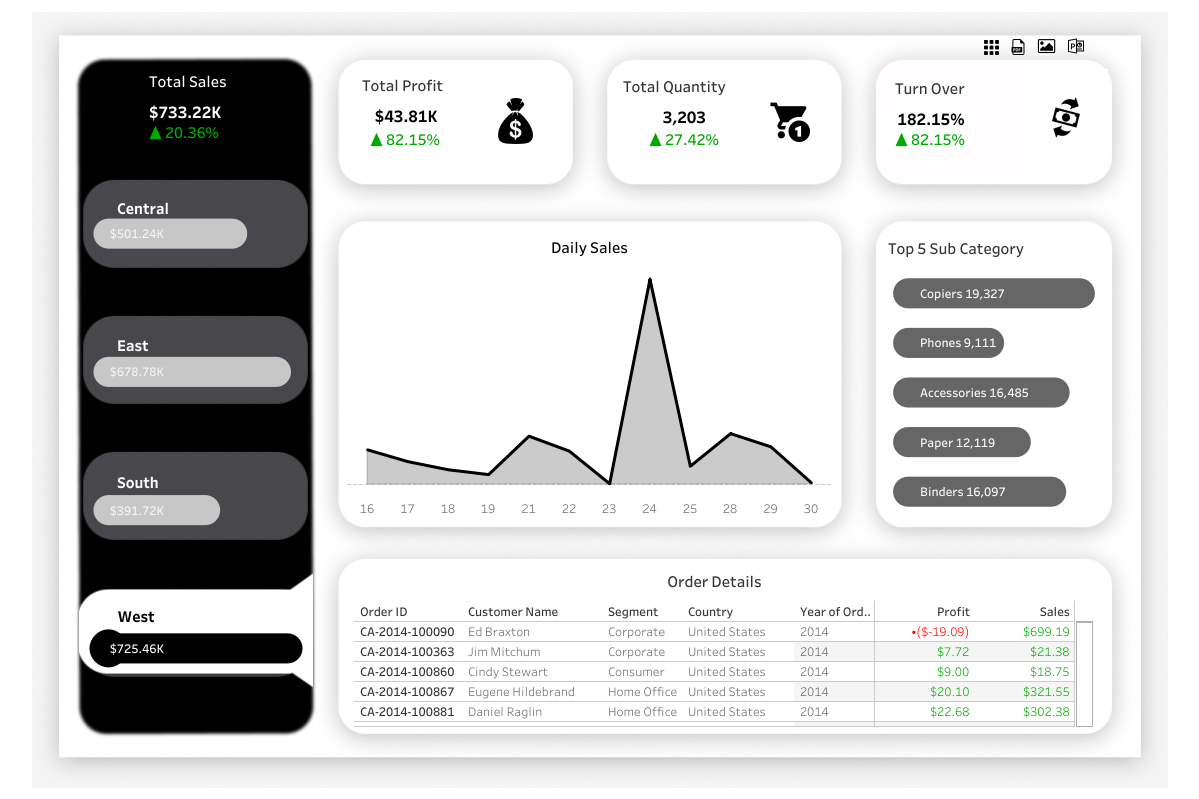 Total Sales
$733.22K
▲ 20.36%
Central
$501.24K
East
$678.78K
South
$391.72K
West
$725.46K
Total Profit
$43.81K
▲ 82.15%
$
Total Quantity
3,203
▲ 27.42%
1
Turn Over
182.15%
▲ 82.15%
Daily Sales
16 17 18 19 21 22 23 24 25 28 29 30
Top 5 Sub Category
Copiers 19,327
Phones 9,111
Accessories 16,485
Paper 12,119
Binders 16,097
Order Details
Order ID Customer Name Segment Country Year of Ord.. Profit Sales
CA-2014-100090 Ed Braxton Corporate United States 2014 •($-19.09) $699.19
CA-2014-100363 Jim Mitchum Corporate United States 2014 $7.72 $21.38
CA-2014-100860 Cindy Stewart Consumer United States 2014 $9.00 $18.75
CA-2014-100867 Eugene Hildebrand Home Office United States 2014 $20.10 $321.55
CA-2014-100881 Daniel Raglin Home Office United States 2014 $22.68 $302.38